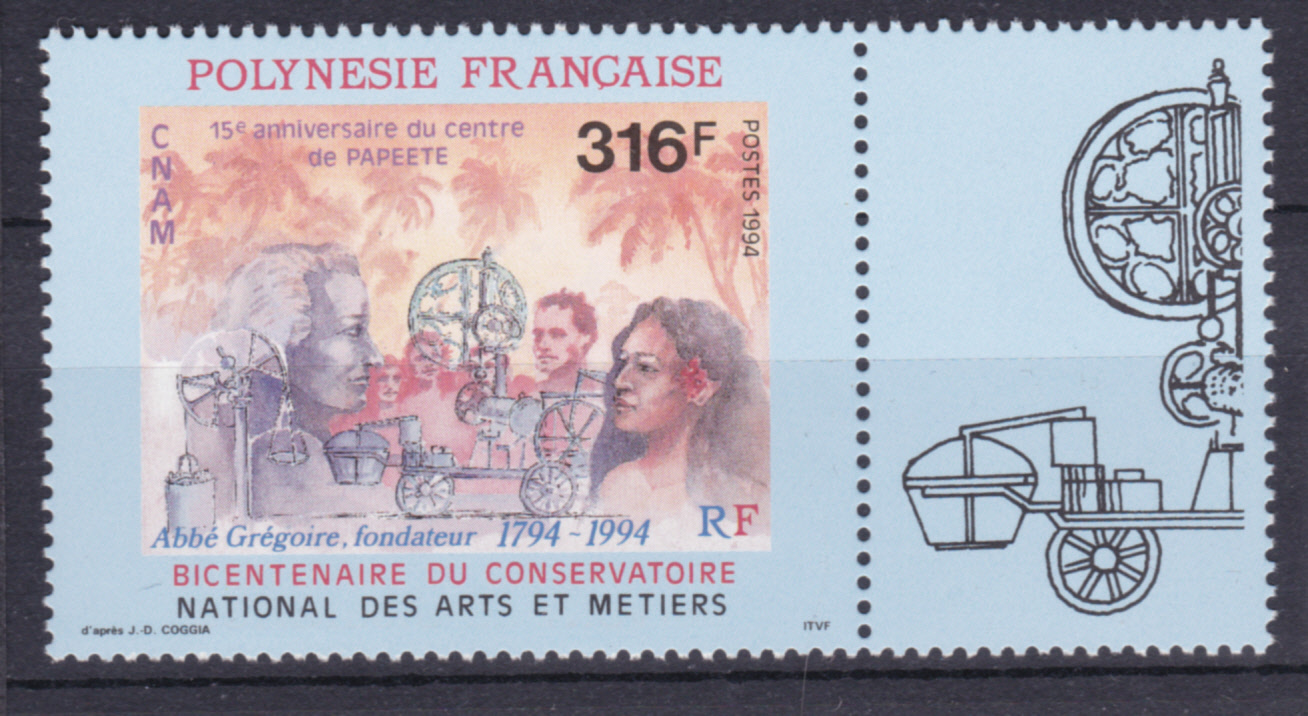 POLYNESIE FRANÇAISE
CNAM
15e anniversaire du centre
de PAPEETE
316F
POSTES 1994
Abbé Grégoire, fondateur 1794 - 1994
RF
BICENTENAIRE DU CONSERVATOIRE
NATIONAL DES ARTS ET METIERS
d'après J.-D. COGGIA
ITVF